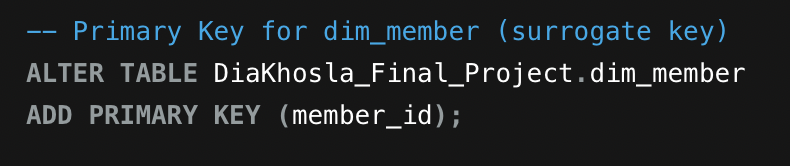 -- Primary Key for dim_member (surrogate key)
ALTER TABLE DiaKhosla_Final_Project.dim_member
ADD PRIMARY KEY (member_id);